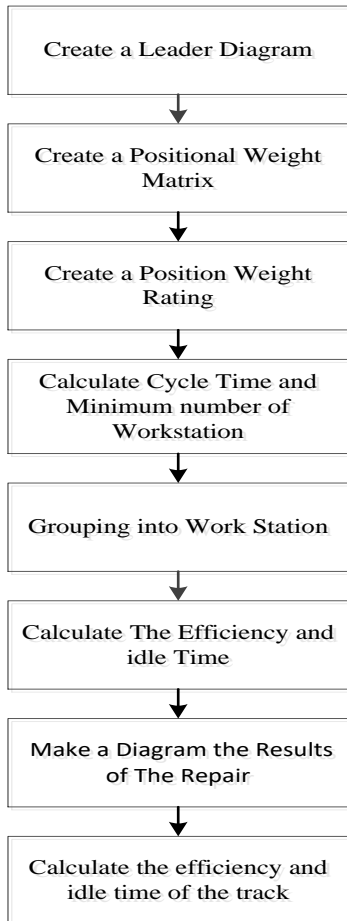 Create a Leader Diagram
Create a Positional Weight
Matrix
Create a Position Weight
Rating
Calculate Cycle Time and
Minimum number of
Workstation
Grouping into Work Station
Calculate The Efficiency and
idle Time
Make a Diagram the Results
of The Repair
Calculate the efficiency and
idle time of the track